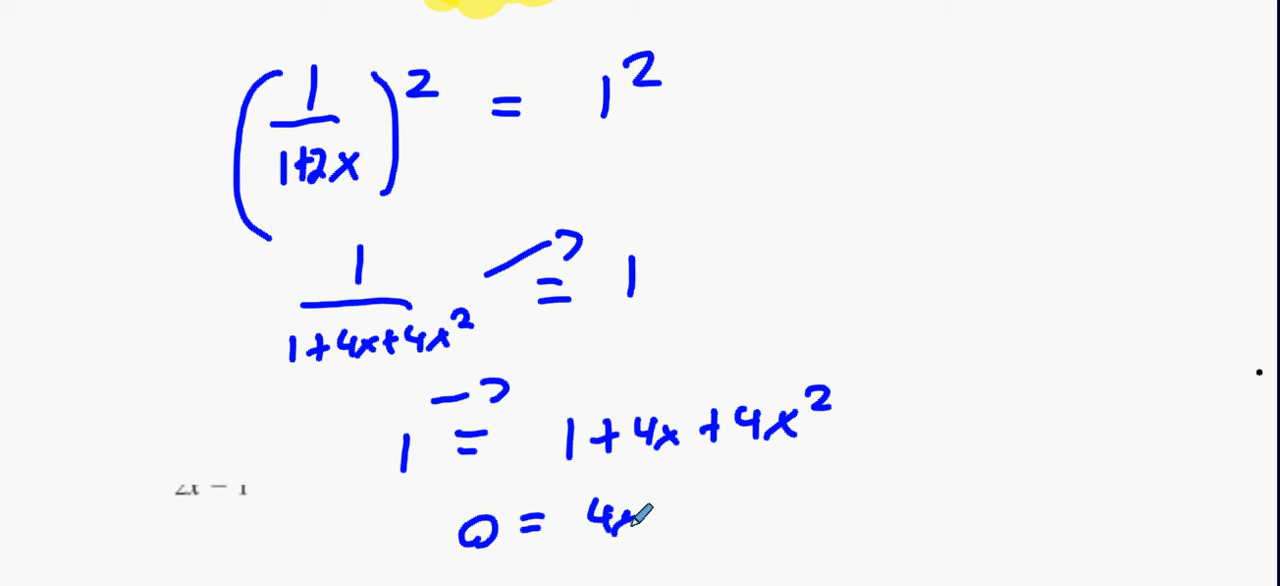 (1/(1+2x))² = 1²
1/(1+4x+4x²) ?= 1
1 ?= 1+4x+4x²
0 = 4x